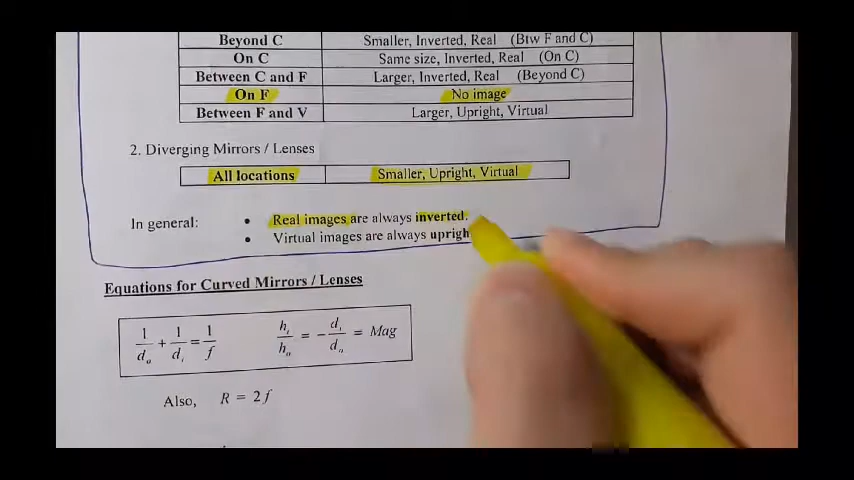 Beyond C Smaller, Inverted, Real (Btw F and C)
On C Same size, Inverted, Real (On C)
Between C and F Larger, Inverted, Real (Beyond C)
On F No image
Between F and V Larger, Upright, Virtual
2. Diverging Mirrors / Lenses
All locations Smaller, Upright, Virtual
In general: • Real images are always inverted.
• Virtual images are always uprigh
Equations for Curved Mirrors / Lenses
1/dₒ + 1/dᵢ = 1/f hᵢ/hₒ = -dᵢ/dₒ = Mag
Also, R = 2f